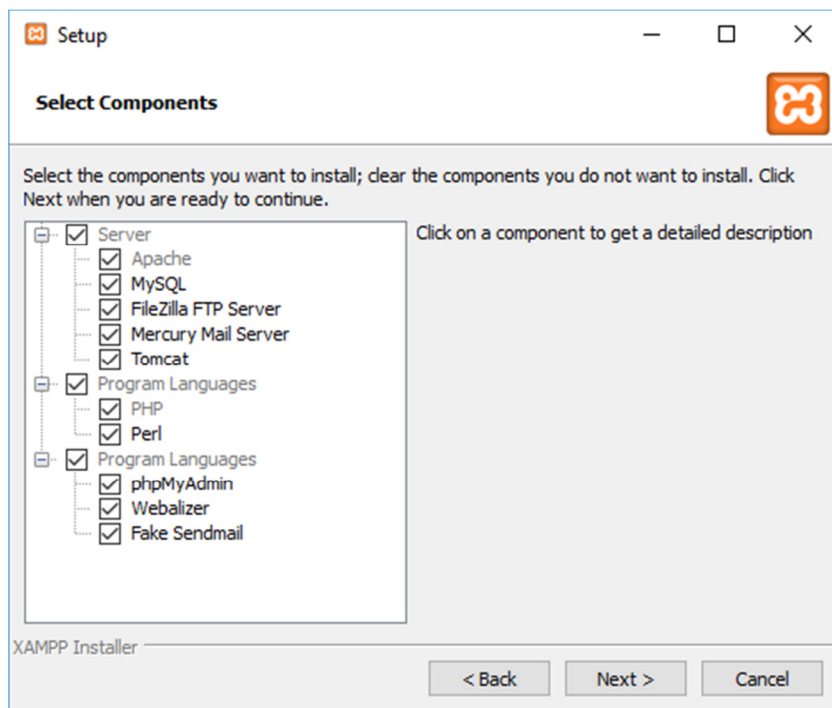 Setup
Select Components
Select the components you want to install; clear the components you do not want to install. Click
Next when you are ready to continue.
Server
Apache
MySQL
FileZilla FTP Server
Mercury Mail Server
Tomcat
Program Languages
PHP
Perl
Program Languages
phpMyAdmin
Webalizer
Fake Sendmail
Click on a component to get a detailed description
XAMPP Installer
< Back
Next >
Cancel